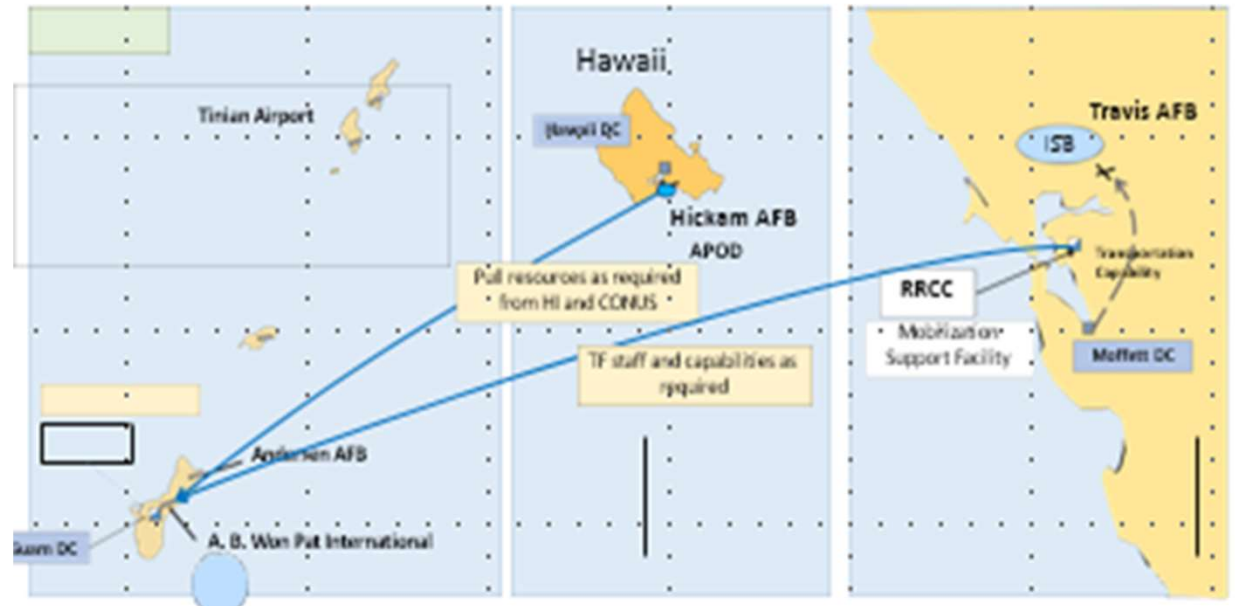 Hawaii
Tinian Airport
Hawaii DC
Travis AFB
ISB
Hickam AFB
APOD
Transportation
Capability
Pull resources as required
from HI and CONUS
RRCC
Mobilization
Support Facility
Moffett DC
TF staff and capabilities as
required
Andersen AFB
A. B. Won Pat International
Guam DC